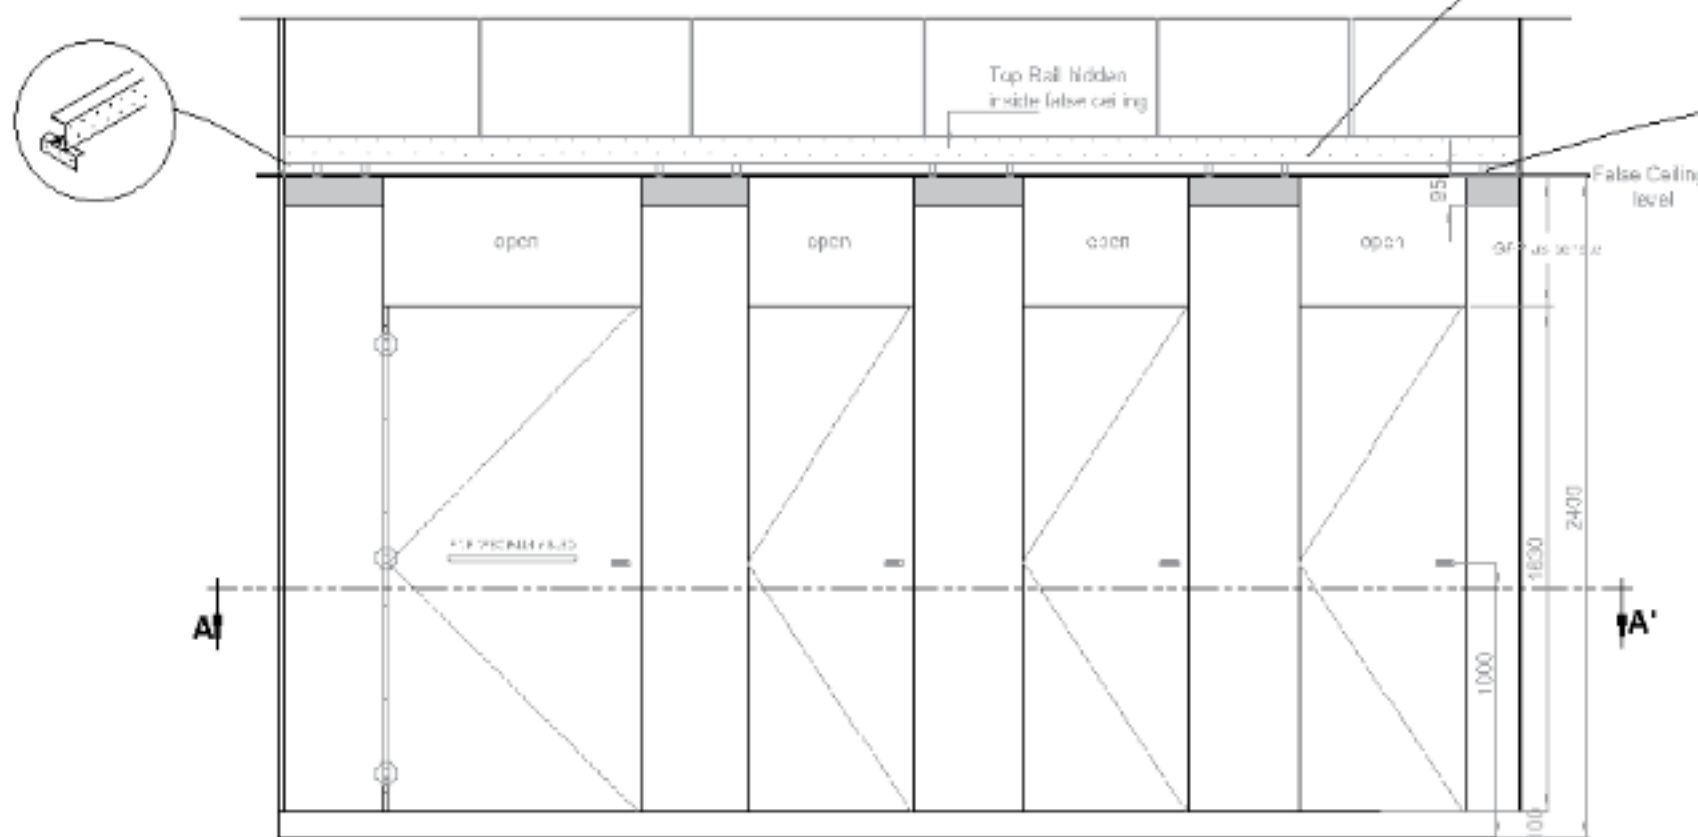 Top Rail hidden
inside false ceiling
False Ceiling
level
95
open
open
open
open
2400
1830
1000
100
A
A'